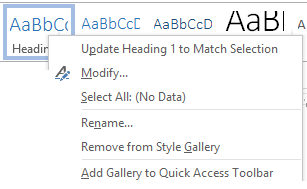 AaBbCc AaBbCcD AaBbCcD AaB
Headin
Update Heading 1 to Match Selection
Modify...
Select All: (No Data)
Rename...
Remove from Style Gallery
Add Gallery to Quick Access Toolbar